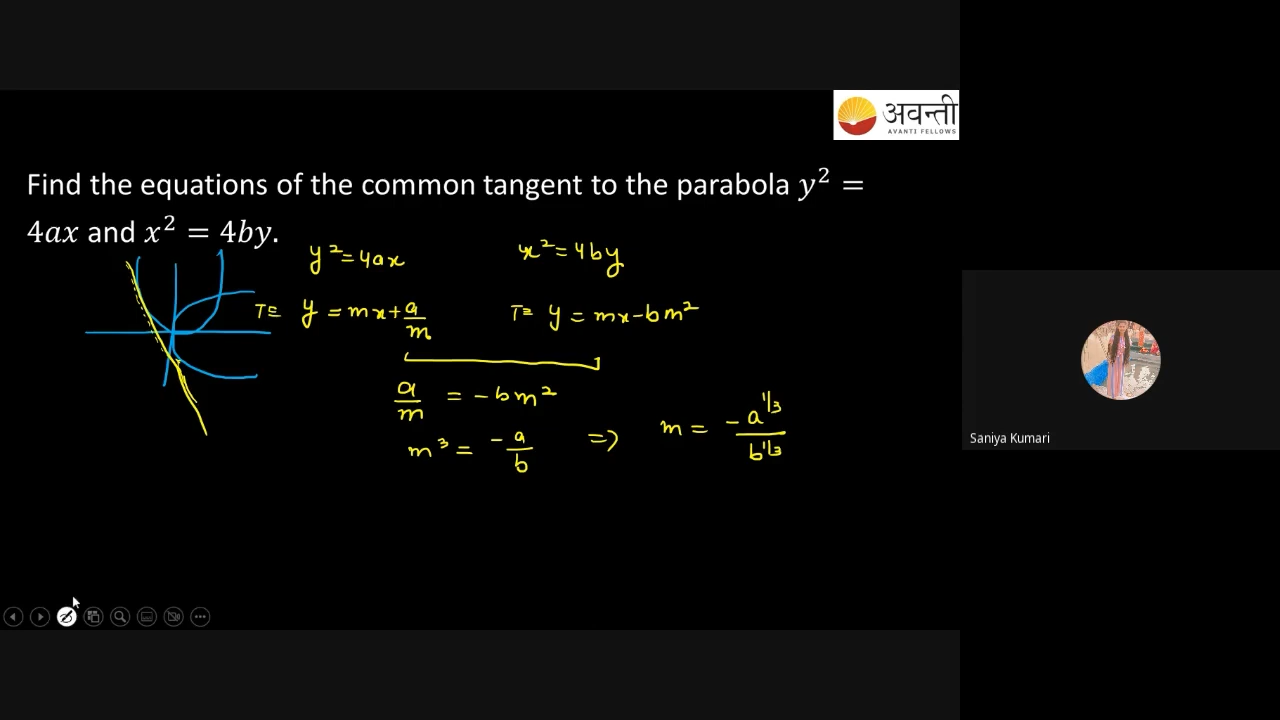 अवन्ती
AVANTI FELLOWS
Find the equations of the common tangent to the parabola y² =
4ax and x² = 4by.
y² = 4ax
x² = 4by
T ≡ y = mx + a/m
T ≡ y = mx - bm²
a/m = -bm²
m³ = -a/b ⇒ m = -a^1/3 / b^1/3
Saniya Kumari